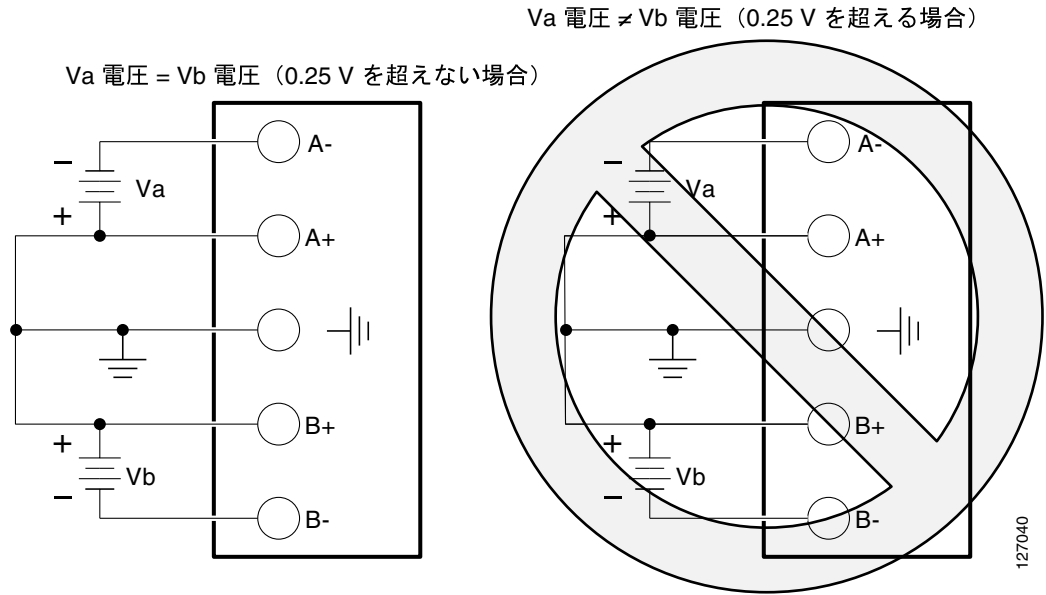 Va 電圧 ≠ Vb 電圧（0.25 V を超える場合）
Va 電圧 = Vb 電圧（0.25 V を超えない場合）
A-
−
Va
+
A+
B+
+
Vb
−
B-
A-
−
Va
+
A+
B+
+
Vb
−
B-
127040